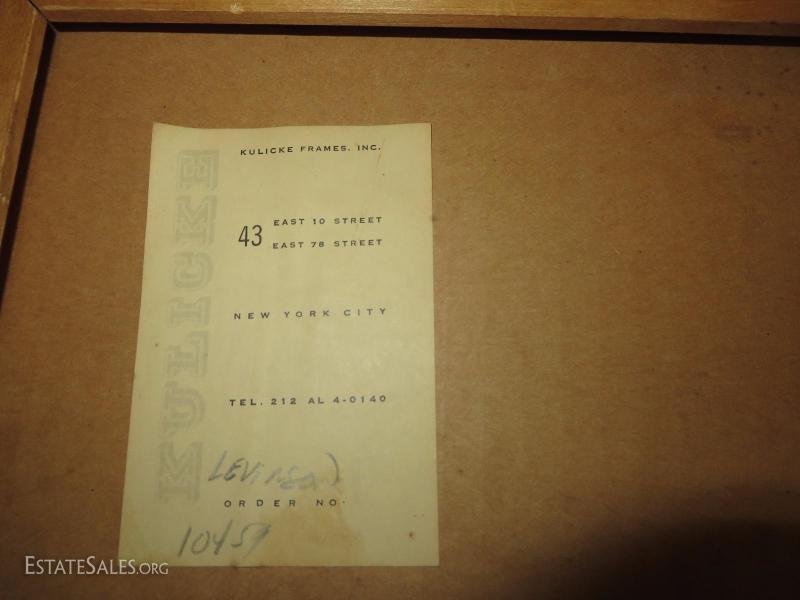 KULICKE FRAMES, INC.
KULICKE
43 EAST 10 STREET
EAST 78 STREET
NEW YORK CITY
TEL. 212 AL 4-0140
LEVINSON
ORDER NO.
10459
ESTATESALES.ORG